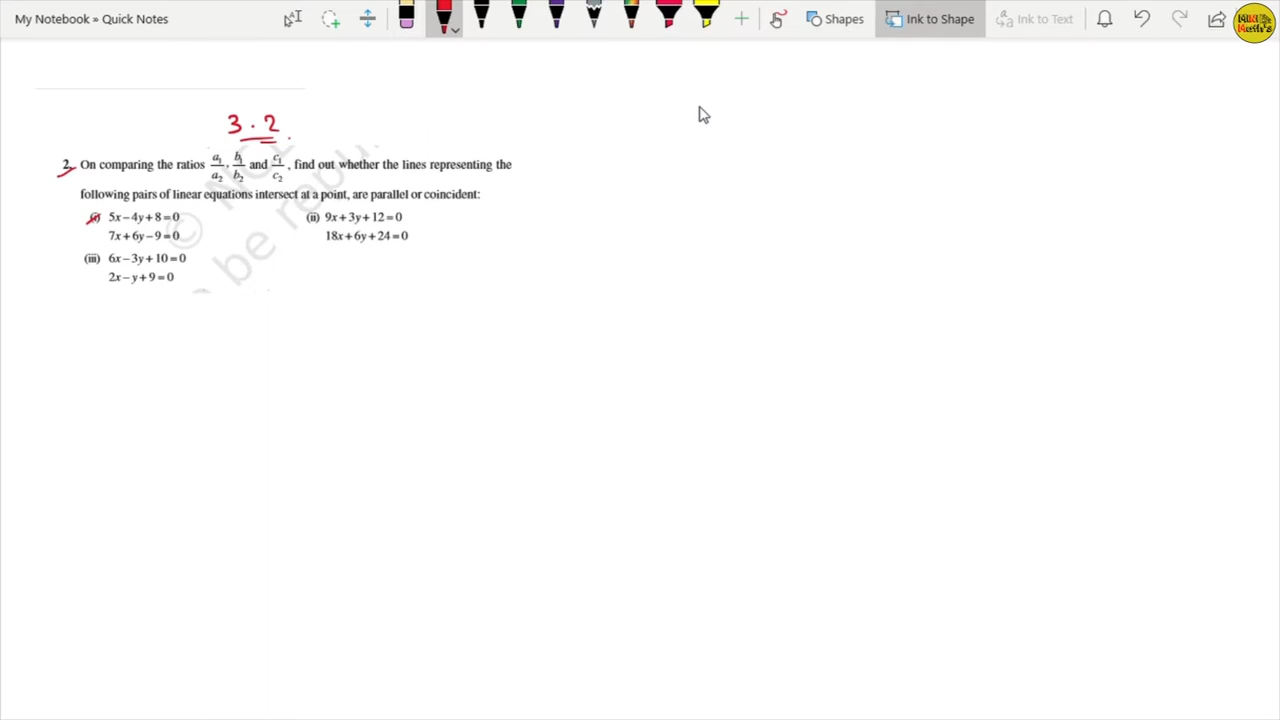 My Notebook » Quick Notes
Shapes
Ink to Shape
Ink to Text
MiNi Math's
3.2
2. On comparing the ratios a₁/a₂, b₁/b₂ and c₁/c₂, find out whether the lines representing the
following pairs of linear equations intersect at a point, are parallel or coincident:
(i) 5x – 4y + 8 = 0 (ii) 9x + 3y + 12 = 0
7x + 6y – 9 = 0 18x + 6y + 24 = 0
(iii) 6x – 3y + 10 = 0
2x – y + 9 = 0